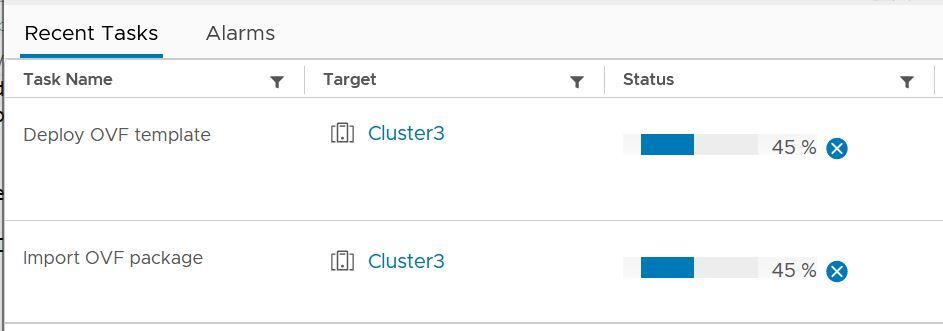 Recent Tasks Alarms
Task Name Target Status
Deploy OVF template Cluster3 45 %
Import OVF package Cluster3 45 %